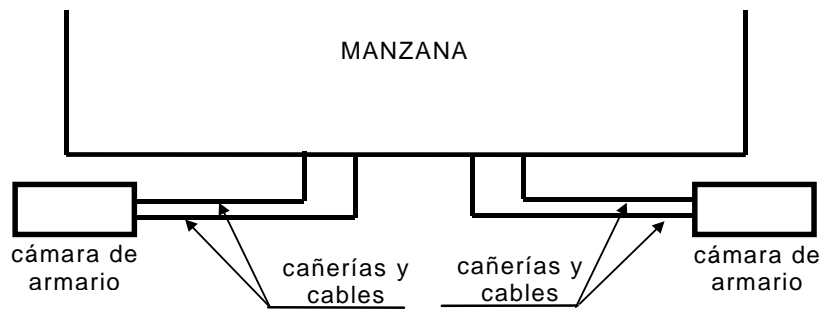 MANZANA
cámara de
armario
cañerías y
cables
cañerías y
cables
cámara de
armario